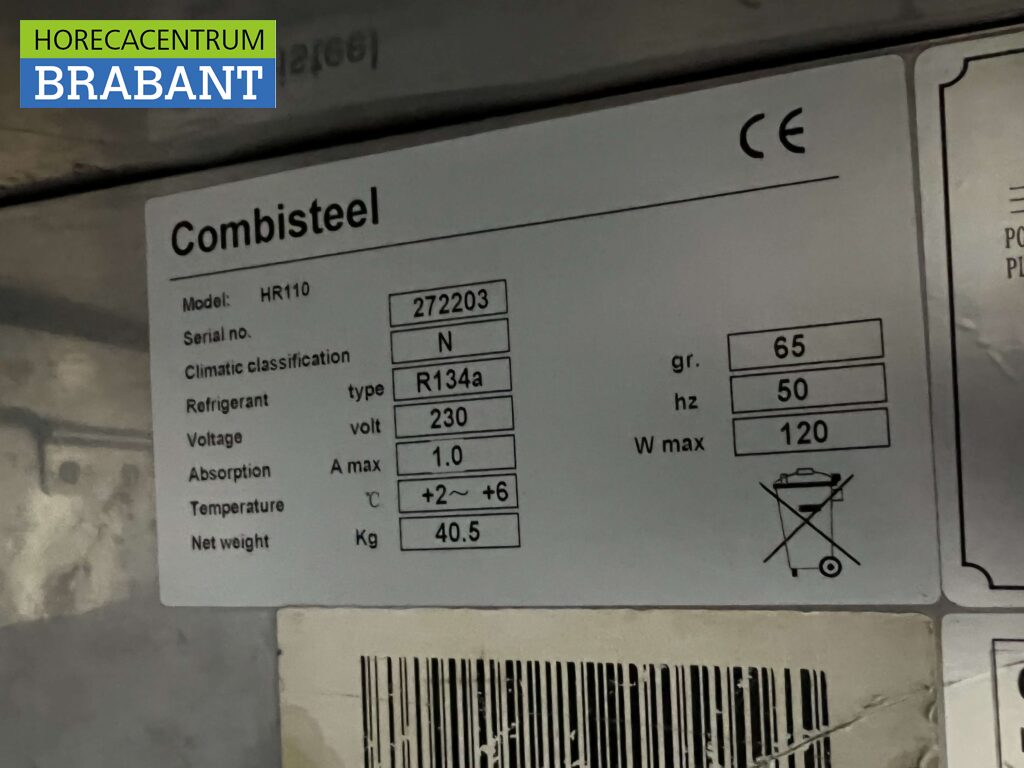 HORECACENTRUM
BRABANT
Combisteel
CE
Model: HR110
Serial no. 272203
Climatic classification N
Refrigerant type R134a gr. 65
Voltage volt 230 hz 50
Absorption A max 1.0 W max 120
Temperature ℃ +2~ +6
Net weight Kg 40.5